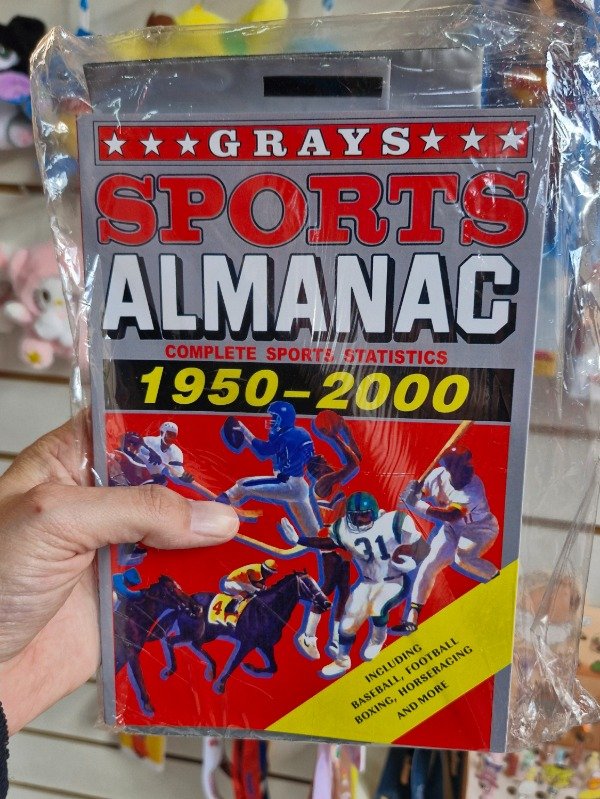 ★★★GRAYS★★★
SPORTS
ALMANAC
COMPLETE SPORTS STATISTICS
1950-2000
31
4
INCLUDING
BASEBALL, FOOTBALL
BOXING, HORSERACING
AND MORE